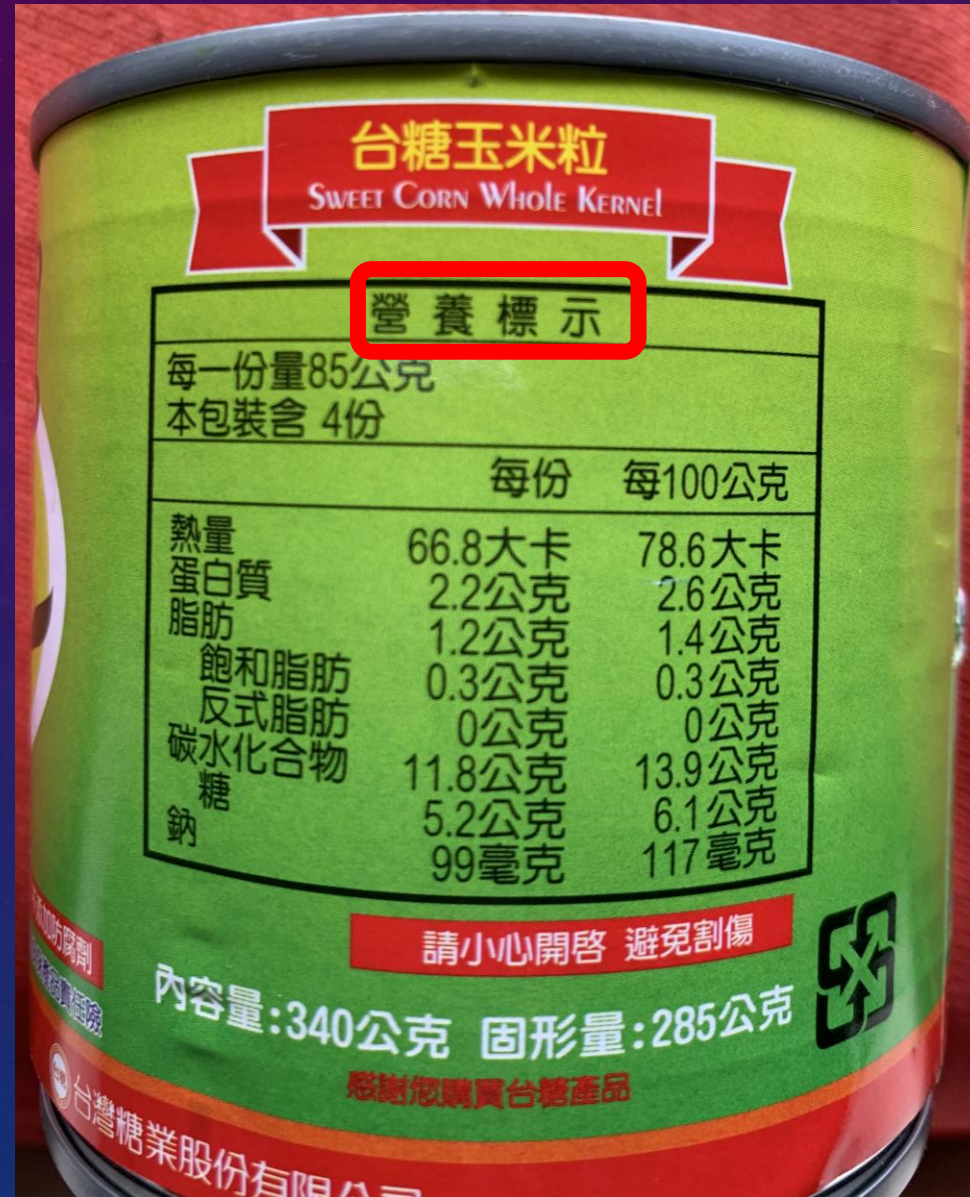 台糖玉米粒
SWEET CORN WHOLE KERNEL
營養標示
每一份量85公克
本包裝含 4份
每份 每100公克
熱量 66.8大卡 78.6大卡
蛋白質 2.2公克 2.6公克
脂肪 1.2公克 1.4公克
飽和脂肪 0.3公克 0.3公克
反式脂肪 0公克 0公克
碳水化合物 11.8公克 13.9公克
糖 5.2公克 6.1公克
鈉 99毫克 117毫克
請小心開啓 避免割傷
加防腐劑
責任險
內容量:340公克 固形量:285公克
感謝您購買台糖產品
台灣糖業股份有限公司